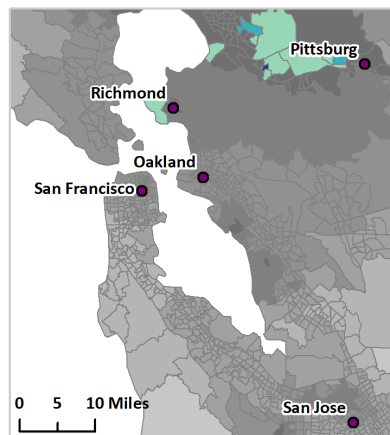 Pittsburg
Richmond
Oakland
San Francisco
San Jose
0 5 10 Miles